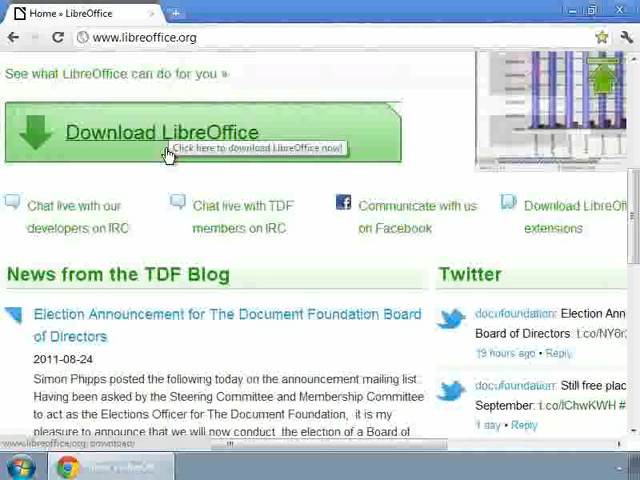 Home » LibreOffice
www.libreoffice.org
See what LibreOffice can do for you »
Download LibreOffice
Click here to download LibreOffice now!
Chat live with our
developers on IRC
Chat live with TDF
members on IRC
Communicate with us
on Facebook
Download LibreOff
extensions
News from the TDF Blog
Election Announcement for The Document Foundation Board
of Directors
2011-08-24
Simon Phipps posted the following today on the announcement mailing list.
Having been asked by the Steering Committee and Membership Committee
to act as the Elections Officer for The Document Foundation, it is my
pleasure to announce that we will now conduct the election of a Board of
Twitter
docufoundation: Election Ann
Board of Directors: t.co/NY6r
19 hours ago • Reply
docufoundation: Still free plac
September: t.co/lChwKWH #
1 day • Reply
www.libreoffice.org/download/